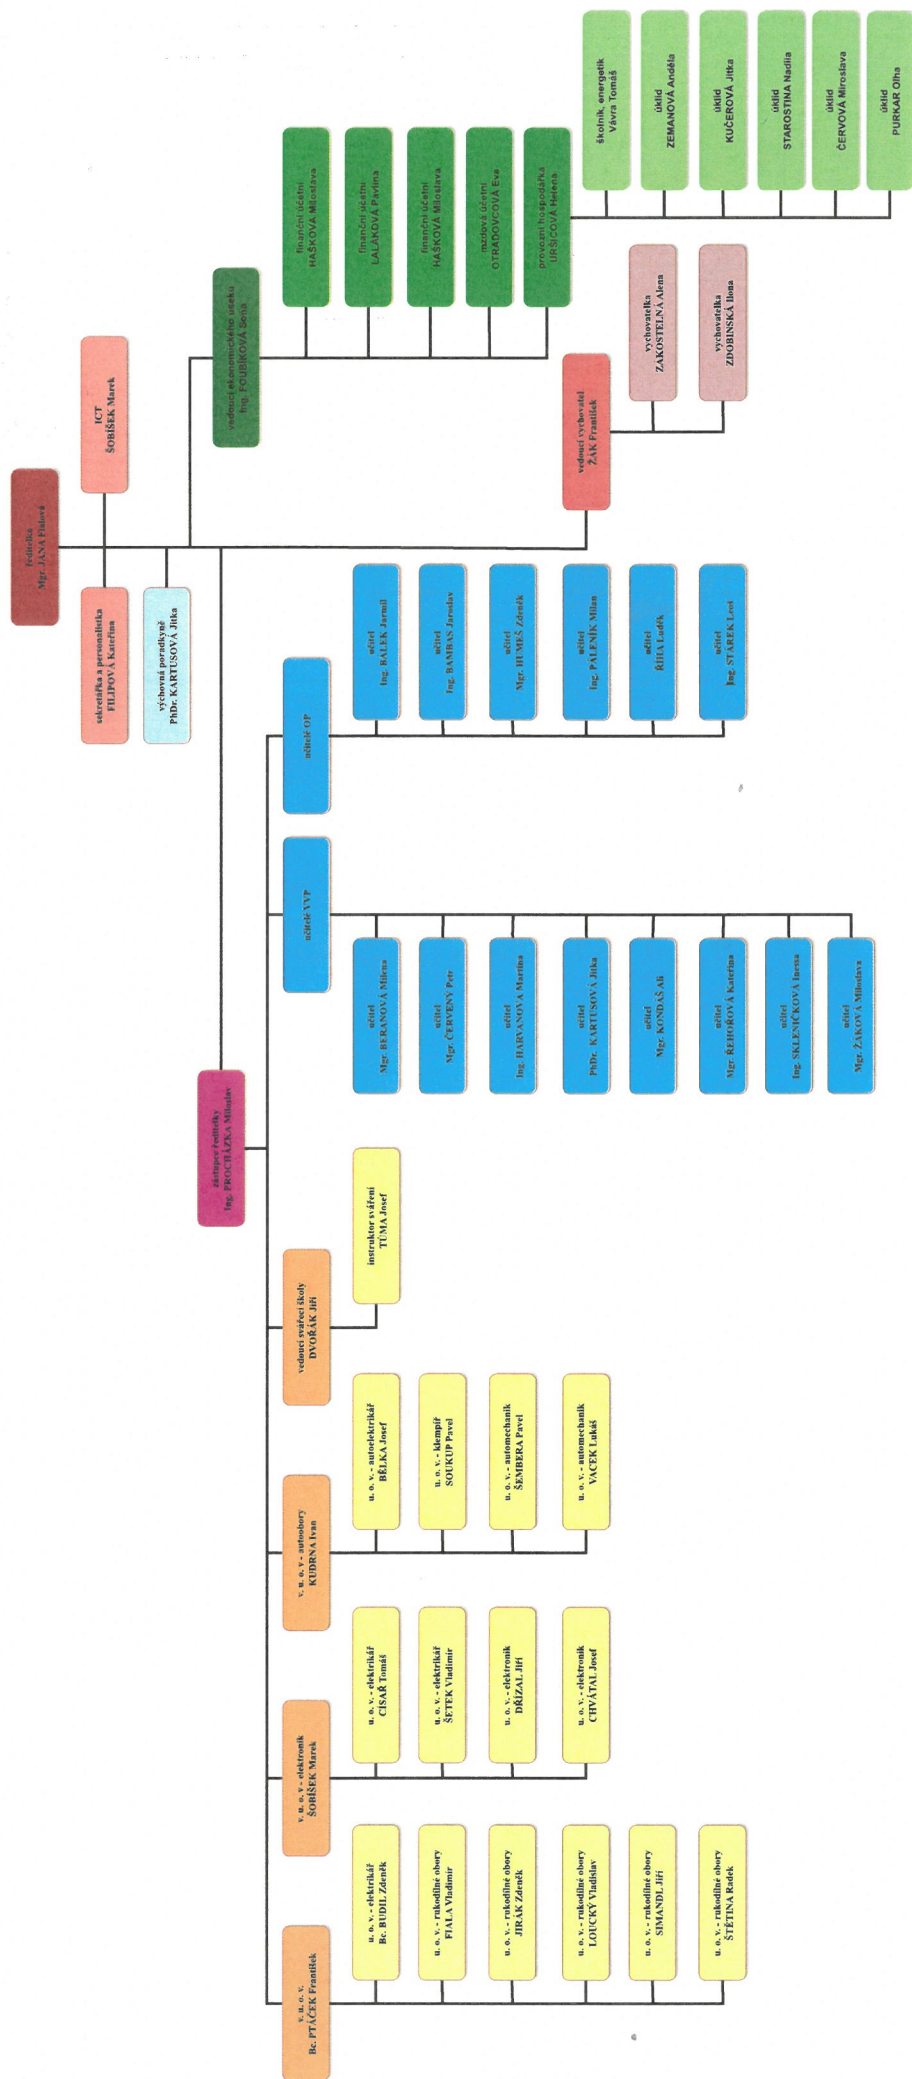 ředitelka
Mgr. JANA Fialová
sekretářka a personalistka
FILIPOVÁ Kateřina
ICT
ŠOBÍŠEK Marek
výchovná poradkyně
PhDr. KARTUSOVÁ Jitka
zástupce ředitelky
Ing. PROCHÁZKA Miloslav
vedoucí ekonomického úseku
Ing. FOUBÍKOVÁ Soňa
v. u. o. v.
Bc. PTÁČEK František
v. u. o. v - elektronik
ŠOBÍŠEK Marek
v. u. o. v - autoobory
KUDRNA Ivan
vedoucí svářecí školy
DVOŘÁK Jiří
učitelé VVP
učitelé OP
finanční účetní
HAŠKOVÁ Miloslava
finanční účetní
LALÁKOVÁ Pavlína
finanční účetní
HAŠKOVÁ Miloslava
mzdová účetní
OTRADOVCOVÁ Eva
provozní hospodářka
URŠICOVÁ Helena
u. o. v. - elektrikář
Bc. BUDIL Zdeněk
u. o. v. - rukodílné obory
FIALA Vladimír
u. o. v. - rukodílné obory
JIRÁK Zdeněk
u. o. v. - rukodílné obory
LOUCKÝ Vladislav
u. o. v. - rukodílné obory
SIMANDL Jiří
u. o. v. - rukodílné obory
ŠTĚTINA Radek
u. o. v. - elektrikář
CÍSAŘ Tomáš
u. o. v. - elektrikář
ŠETEK Vladimír
u. o. v. - elektronik
DŘÍZAL Jiří
u. o. v. - elektronik
CHVÁTAL Josef
u. o. v. - autoelektrikář
BĚLKA Josef
u. o. v. - klempíř
SOUKUP Pavel
u. o. v. - automechanik
ŠEMBERA Pavel
u. o. v. - automechanik
VACEK Lukáš
instruktor sváření
TŮMA Josef
učitel
Mgr. BERANOVÁ Milena
učitel
Mgr. ČERVENÝ Petr
učitel
Ing. HARVANOVÁ Martina
učitel
PhDr. KARTUSOVÁ Jitka
učitel
Mgr. KONDAŠ Ali
učitel
Mgr. ŘEHOŘOVÁ Kateřina
učitel
Ing. SKLENIČKOVÁ Inessa
učitel
Mgr. ŽÁKOVÁ Miloslava
učitel
Ing. BALEK Jarmil
učitel
Ing. BAMBAS Jaroslav
učitel
Mgr. HUMEŠ Zdeněk
učitel
Ing. PALENÍK Milan
učitel
ŘÍHA Luděk
učitel
Ing. STÁREK Leoš
vedoucí vychovatel
ŽÁK František
vychovatelka
ZÁKOSTELNÁ Alena
vychovatelka
ZDOBINSKÁ Ilona
školník, energetik
Vávra Tomáš
úklid
ZEMANOVÁ Anděla
úklid
KUČEROVÁ Jitka
úklid
STAROSTINA Nadiia
úklid
ČERVOVÁ Miroslava
úklid
PURKAR Olha